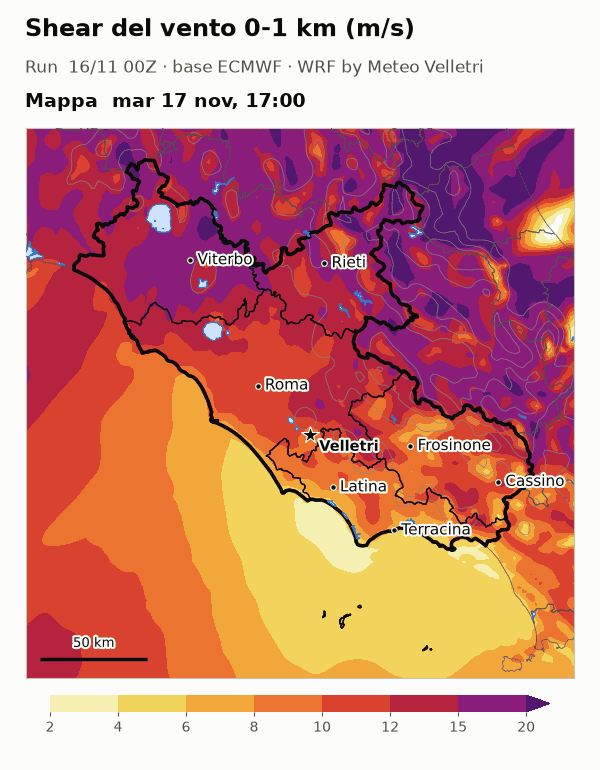 Shear del vento 0-1 km (m/s)
Run  16/11 00Z · base ECMWF · WRF by Meteo Velletri
Mappa  mar 17 nov, 17:00
Viterbo
Rieti
Roma
Velletri
Frosinone
Cassino
Latina
Terracina
50 km
2 4 6 8 10 12 15 20